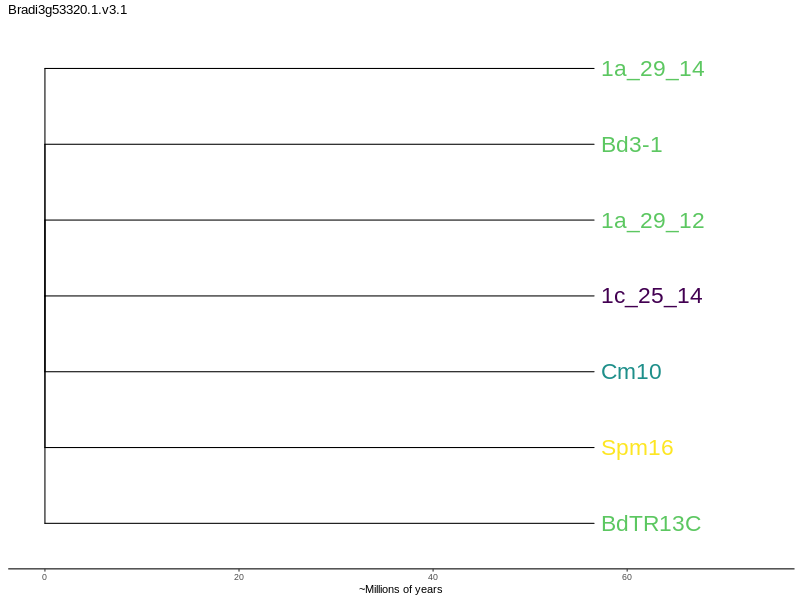 Bradi3g53320.1.v3.1
1a_29_14
Bd3-1
1a_29_12
1c_25_14
Cm10
Spm16
BdTR13C
0 20 40 60
~Millions of years